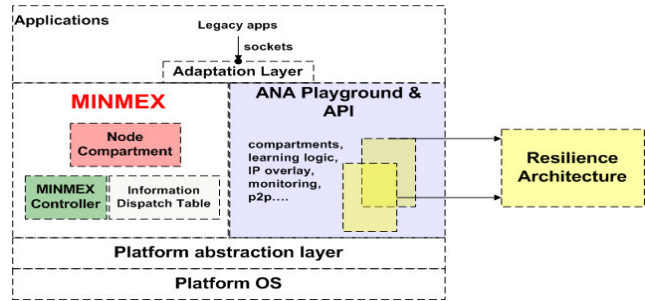 Applications
Legacy apps
sockets
Adaptation Layer
MINMEX
Node
Compartment
MINMEX
Controller
Information
Dispatch Table
ANA Playground &
API
compartments,
learning logic,
IP overlay,
monitoring,
p2p....
Resilience
Architecture
Platform abstraction layer
Platform OS